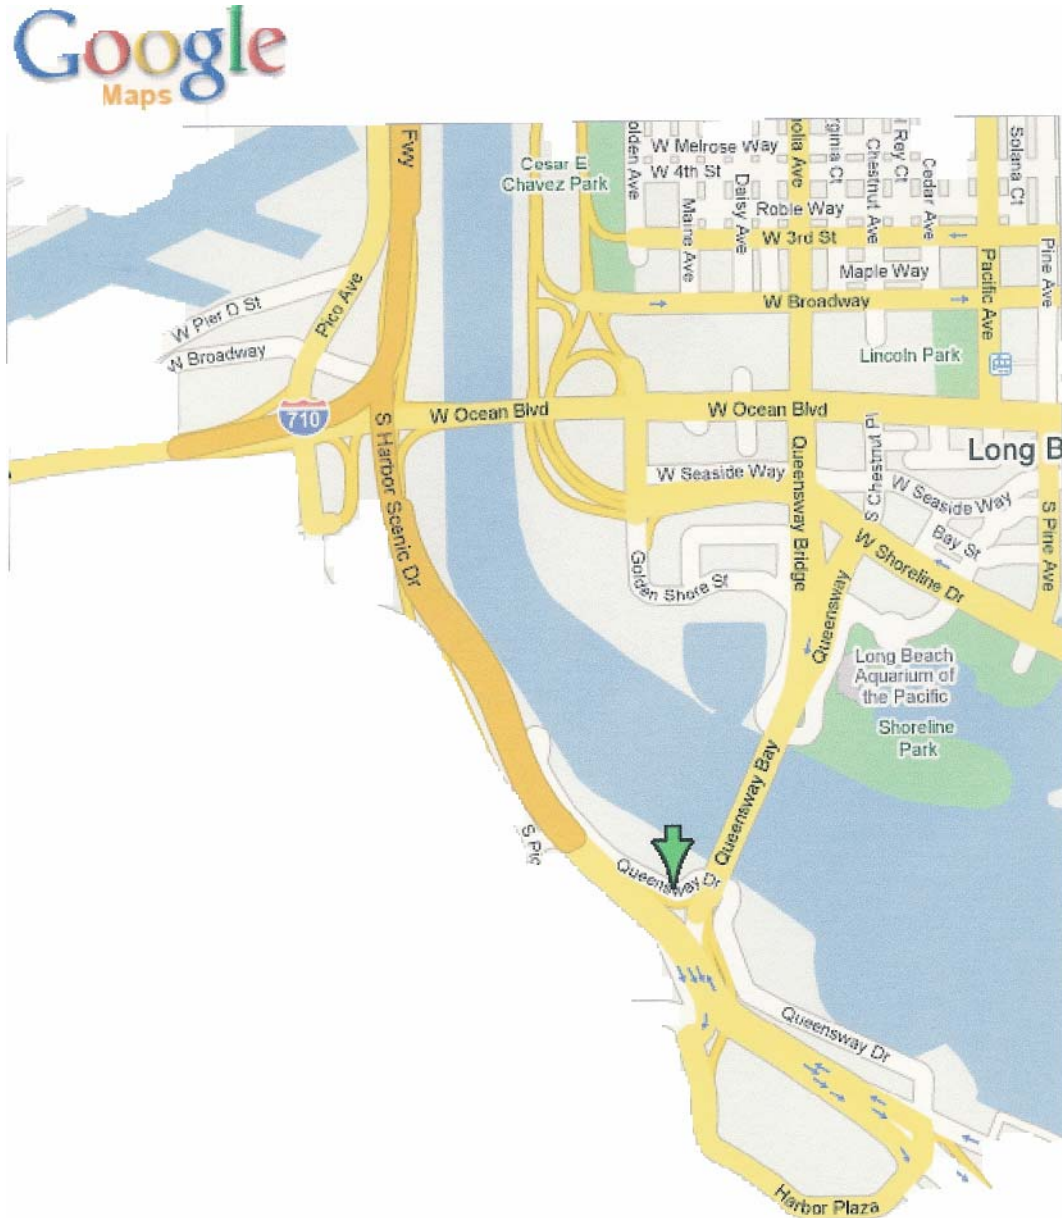 Google
Maps
Fwy
Cesar E
Chavez Park
W Melrose Way
W 4th St
Maine Ave
Daisy Ave
Roble Way
Chestnut Ave
Cedar Ave
Solana Ct
W 3rd St
Maple Way
W Broadway
Pacific Ave
Pine Ave
W Pier D St
Pico Ave
W Broadway
Lincoln Park
710
W Ocean Blvd
W Ocean Blvd
S Harbor Scenic Dr
Queensway Bridge
S Chestnut Pl
Long B
W Seaside Way
W Seaside Way
S Pine Ave
Bay St
W Shoreline Dr
Golden Shore St
Queensway
Long Beach
Aquarium of
the Pacific
Shoreline
Park
Queensway Bay
S Pic
Queensway Dr
Queensway Dr
Harbor Plaza